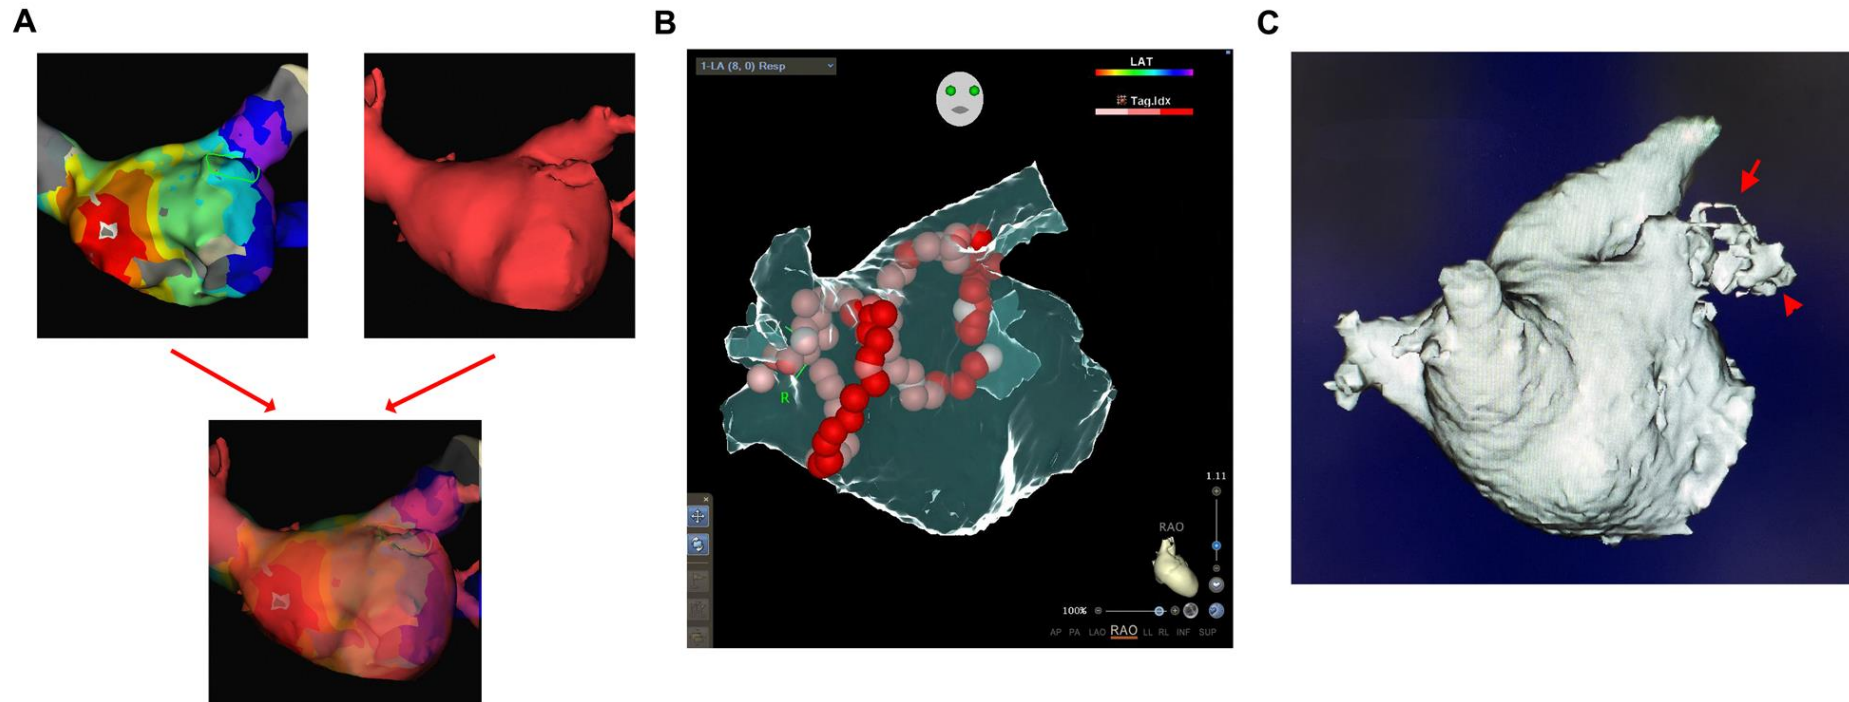 A
B
C
1-LA (8, 0) Resp
LAT
Tag.Idx
R
1.11
RAO
100%
AP PA LAO RAO LL RL INF SUP